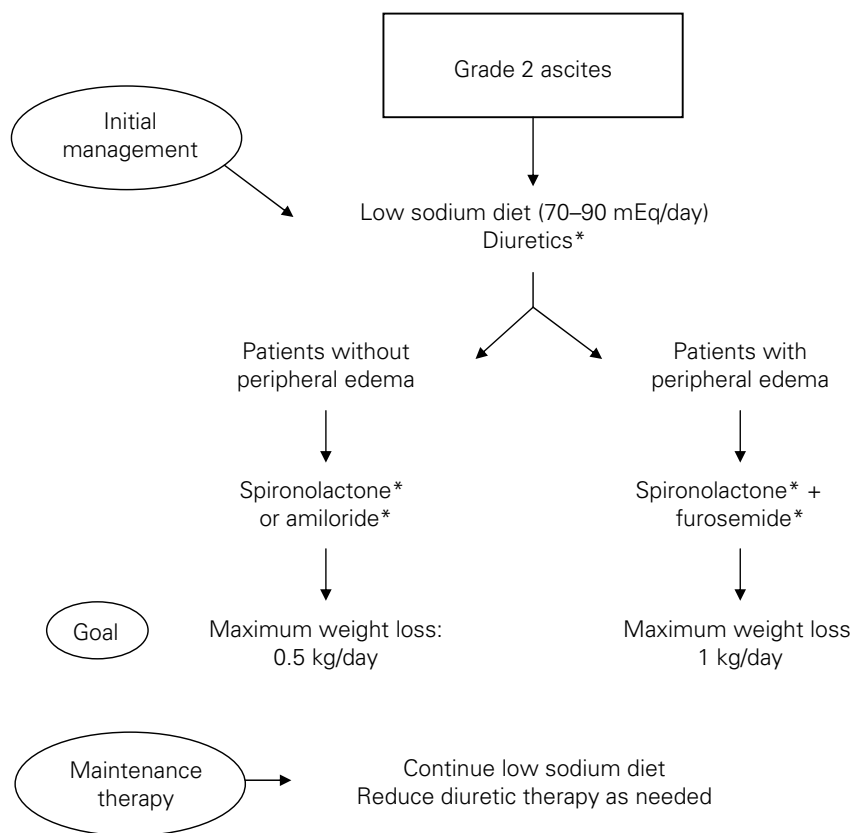 Grade 2 ascites
Initial
management
Low sodium diet (70–90 mEq/day)
Diuretics*
Patients without
peripheral edema
Patients with
peripheral edema
Spironolactone*
or amiloride*
Spironolactone* +
furosemide*
Goal
Maximum weight loss:
0.5 kg/day
Maximum weight loss
1 kg/day
Maintenance
therapy
Continue low sodium diet
Reduce diuretic therapy as needed